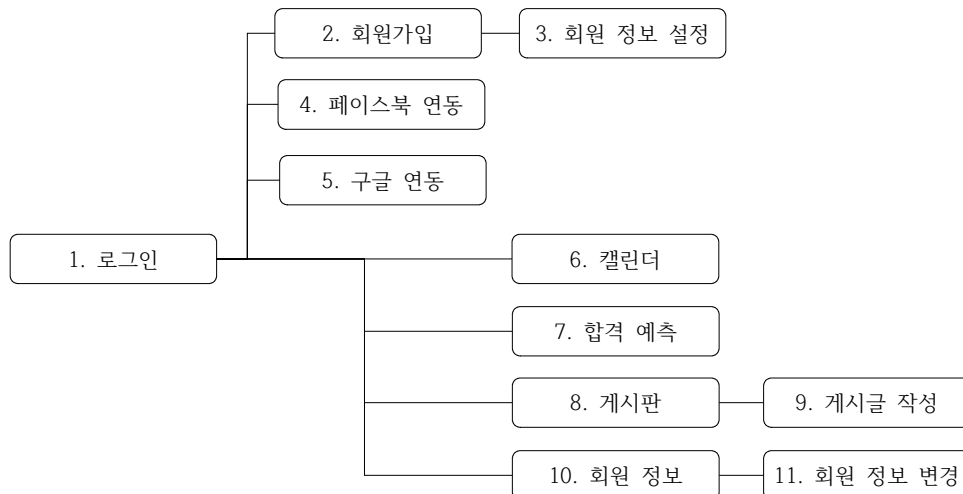 2. 회원가입
3. 회원 정보 설정
4. 페이스북 연동
5. 구글 연동
1. 로그인
6. 캘린더
7. 합격 예측
8. 게시판
9. 게시글 작성
10. 회원 정보
11. 회원 정보 변경